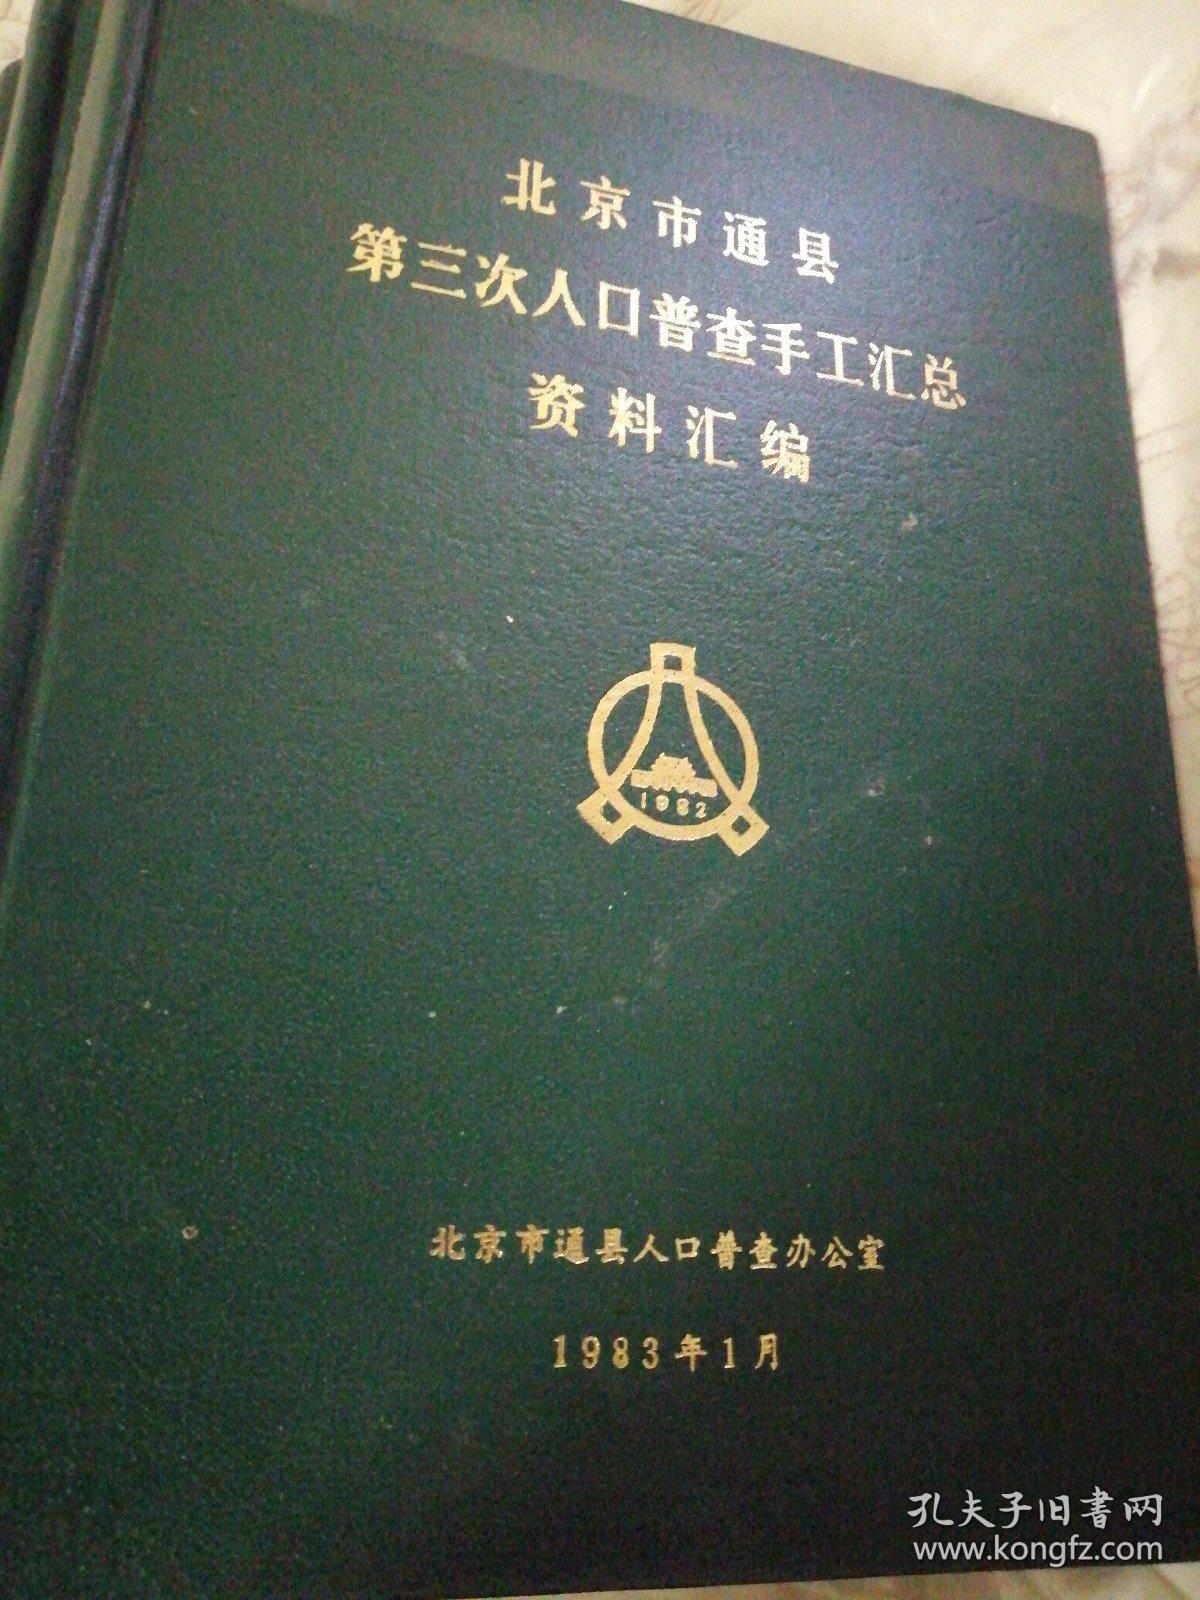 北京市通县
第三次人口普查手工汇总
资料汇编
1982
北京市通县人口普查办公室
1983年1月
孔夫子旧書网
www.kongfz.com